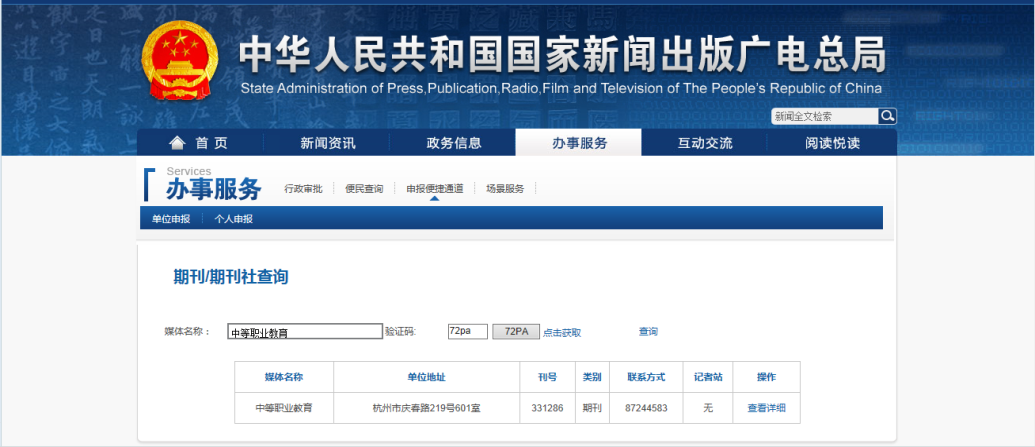 中华人民共和国国家新闻出版广电总局
State Administration of Press,Publication,Radio,Film and Television of The People's Republic of China
新闻全文检索
首页 新闻资讯 政务信息 办事服务 互动交流 阅读悦读
Services
办事服务 行政审批 便民查询 申报便捷通道 场景服务
单位申报 个人申报
期刊/期刊社查询
媒体名称： 中等职业教育 验证码: 72pa 72PA 点击获取 查询
媒体名称 单位地址 刊号 类别 联系方式 记者站 操作
中等职业教育 杭州市庆春路219号601室 331286 期刊 87244583 无 查看详细